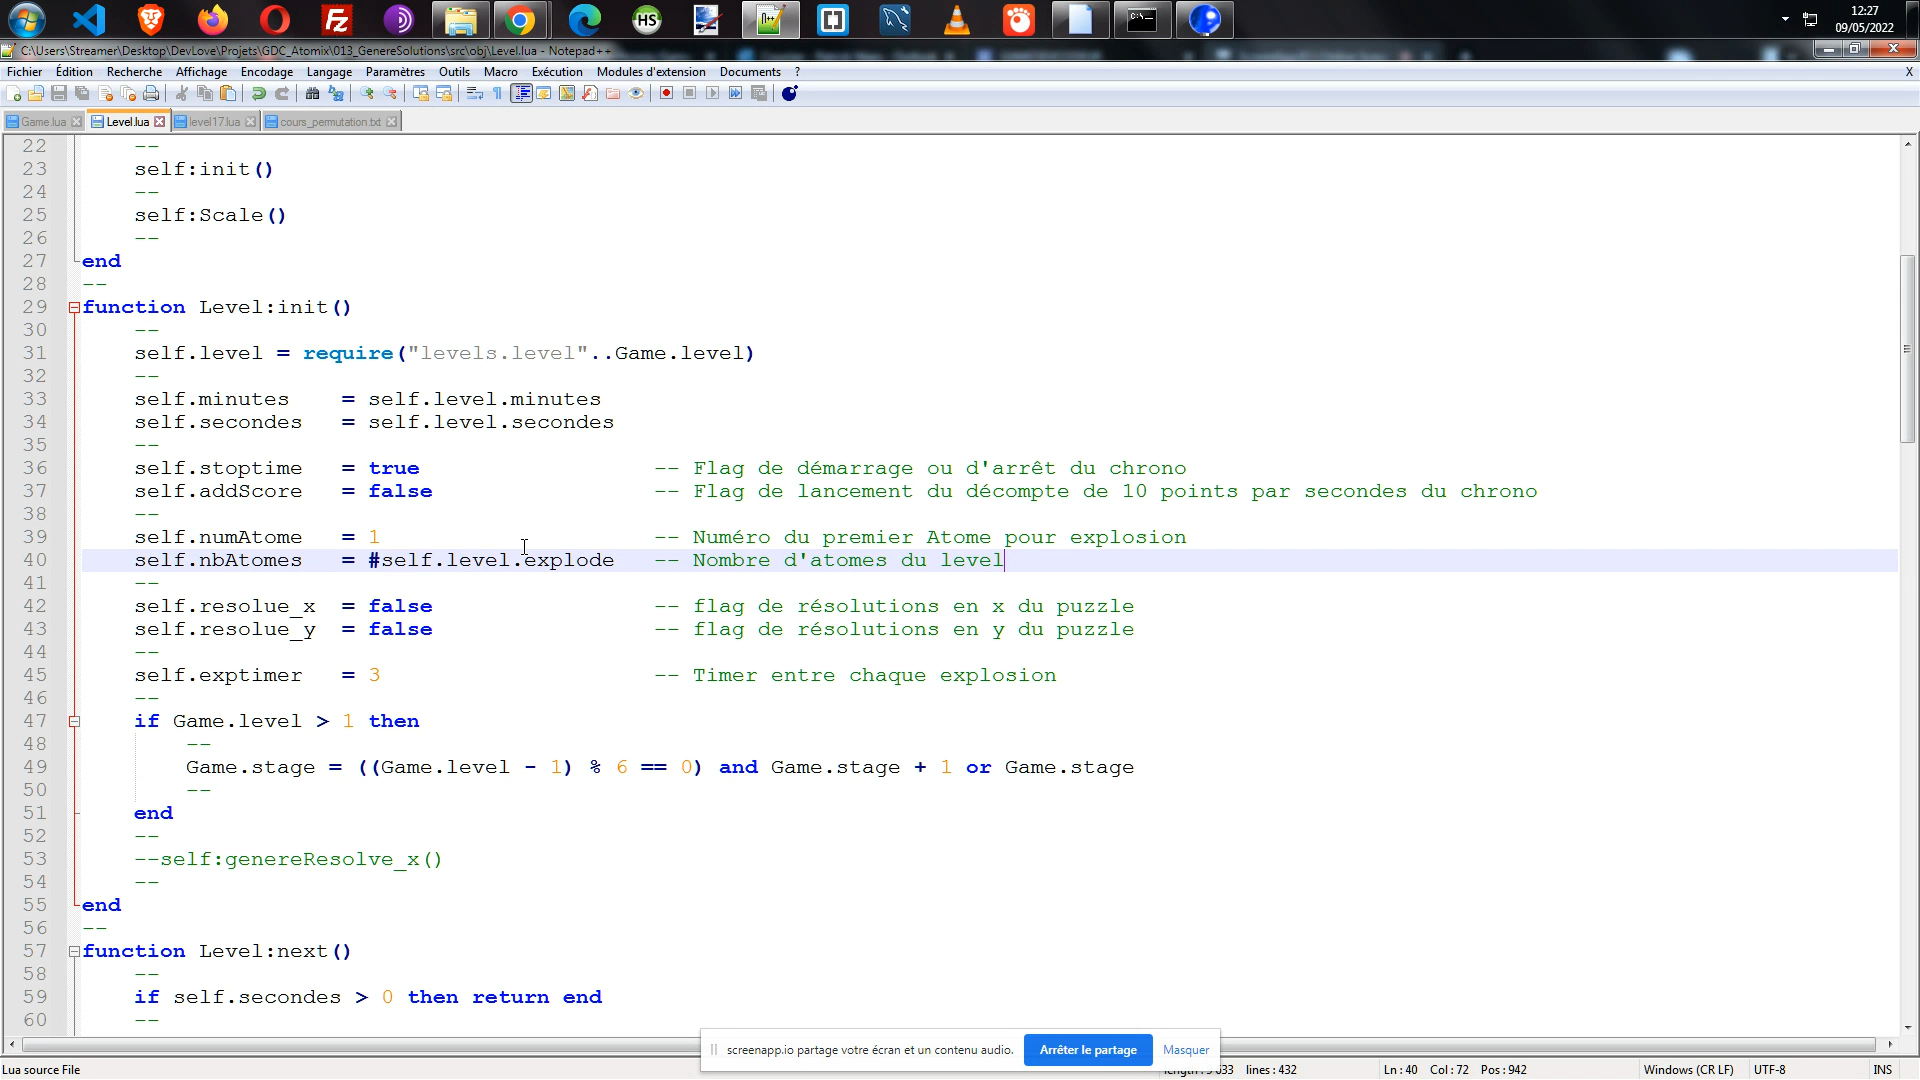 12:27
09/05/2022
C:\Users\Streamer\Desktop\DevLove\Projets\GDC_Atomix\013_GenereSolutions\src\obj\Level.lua - Notepad++
Fichier Édition Recherche Affichage Encodage Langage Paramètres Outils Macro Exécution Modules d'extension Documents ? X
Game.lua Level.lua level17.lua cours_permutation.txt
22 --
23 self:init()
24 --
25 self:Scale()
26 --
27 end
28 --
29 function Level:init()
30 --
31 self.level = require("levels.level"..Game.level)
32 --
33 self.minutes = self.level.minutes
34 self.secondes = self.level.secondes
35 --
36 self.stoptime = true -- Flag de démarrage ou d'arrêt du chrono
37 self.addScore = false -- Flag de lancement du décompte de 10 points par secondes du chrono
38 --
39 self.numAtome = 1 -- Numéro du premier Atome pour explosion
40 self.nbAtomes = #self.level.explode -- Nombre d'atomes du level
41 --
42 self.resolue_x = false -- flag de résolutions en x du puzzle
43 self.resolue_y = false -- flag de résolutions en y du puzzle
44 --
45 self.exptimer = 3 -- Timer entre chaque explosion
46 --
47 if Game.level > 1 then
48 --
49 Game.stage = ((Game.level - 1) % 6 == 0) and Game.stage + 1 or Game.stage
50 --
51 end
52 --
53 --self:genereResolve_x()
54 --
55 end
56 --
57 function Level:next()
58 --
59 if self.secondes > 0 then return end
60 --
screenapp.io partage votre écran et un contenu audio. Arrêter le partage Masquer
Lua source File lines: 432 Ln: 40 Col: 72 Pos: 942 Windows (CR LF) UTF-8 INS